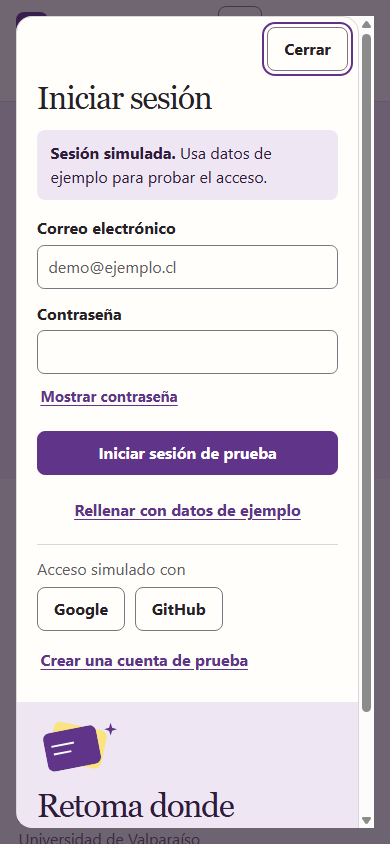 Cerrar
Iniciar sesión
Sesión simulada. Usa datos de
ejemplo para probar el acceso.
Correo electrónico
demo@ejemplo.cl
Contraseña
Mostrar contraseña
Iniciar sesión de prueba
Rellenar con datos de ejemplo
Acceso simulado con
Google
GitHub
Crear una cuenta de prueba
Retoma donde
Universidad de Valparaíso